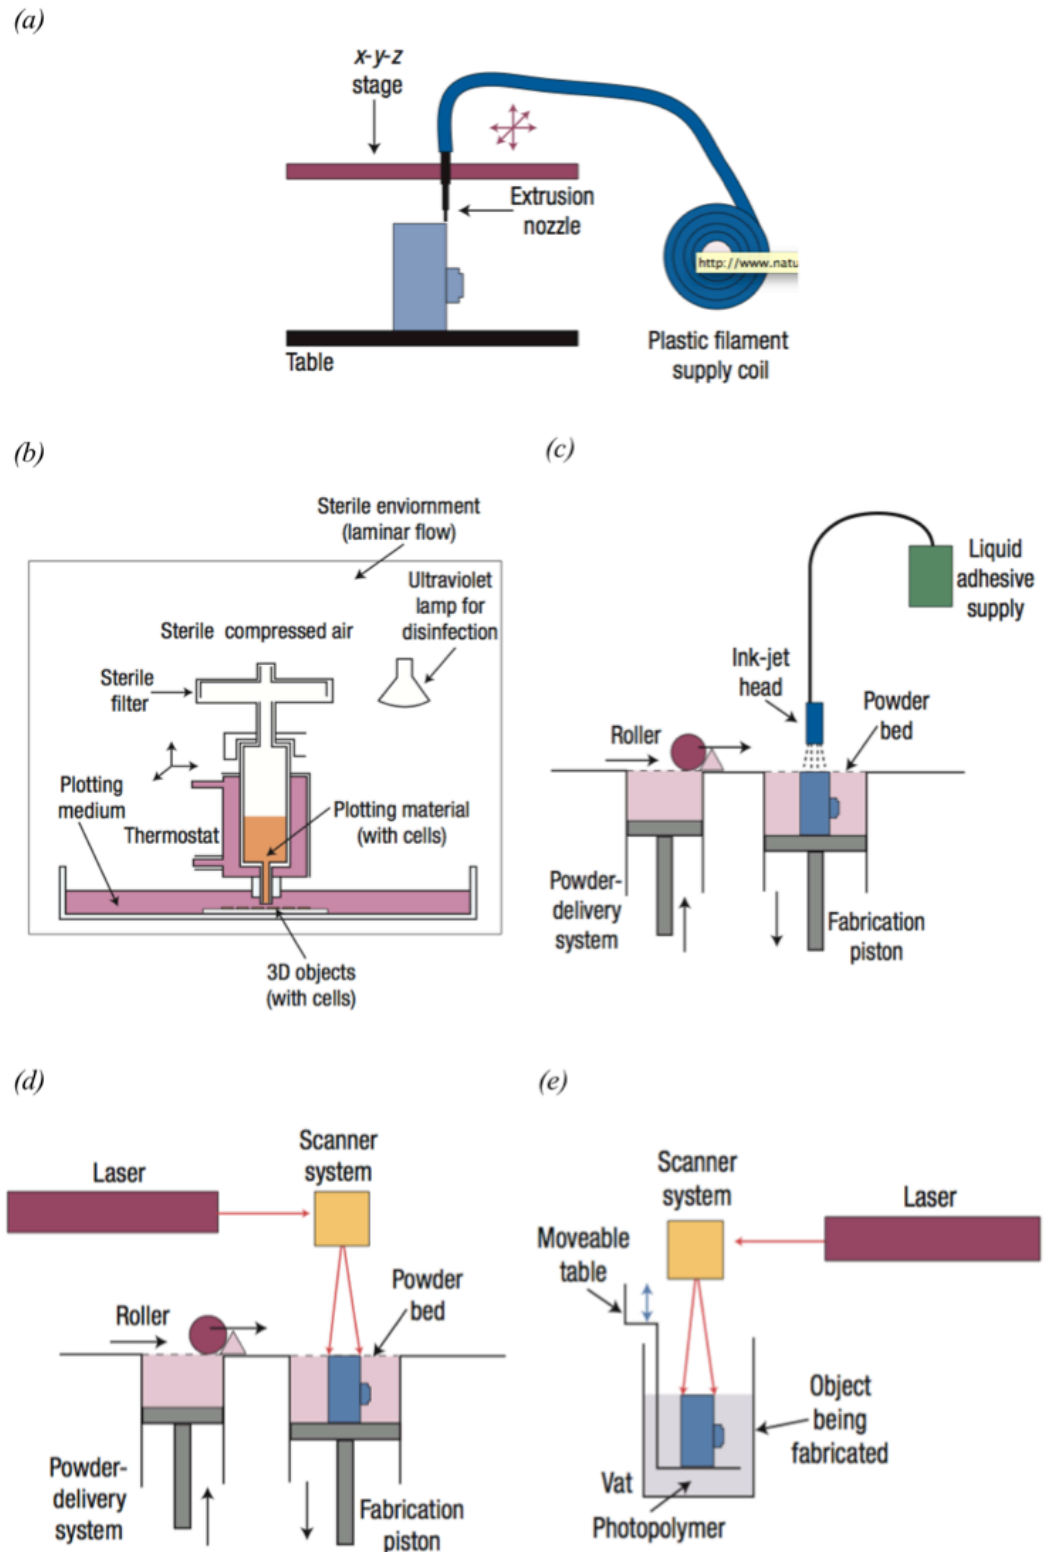 (a)
x-y-z
stage
Extrusion
nozzle
http://www.natu
Plastic filament
supply coil
Table
(b)
Sterile enviornment
(laminar flow)
Ultraviolet
lamp for
disinfection
Sterile compressed air
Sterile
filter
Plotting
medium
Thermostat
Plotting material
(with cells)
3D objects
(with cells)
(c)
Liquid
adhesive
supply
Ink-jet
head
Powder
bed
Roller
Powder-
delivery
system
Fabrication
piston
(d)
Scanner
system
Laser
Powder
bed
Roller
Powder-
delivery
system
Fabrication
piston
(e)
Scanner
system
Laser
Moveable
table
Object
being
fabricated
Vat
Photopolymer